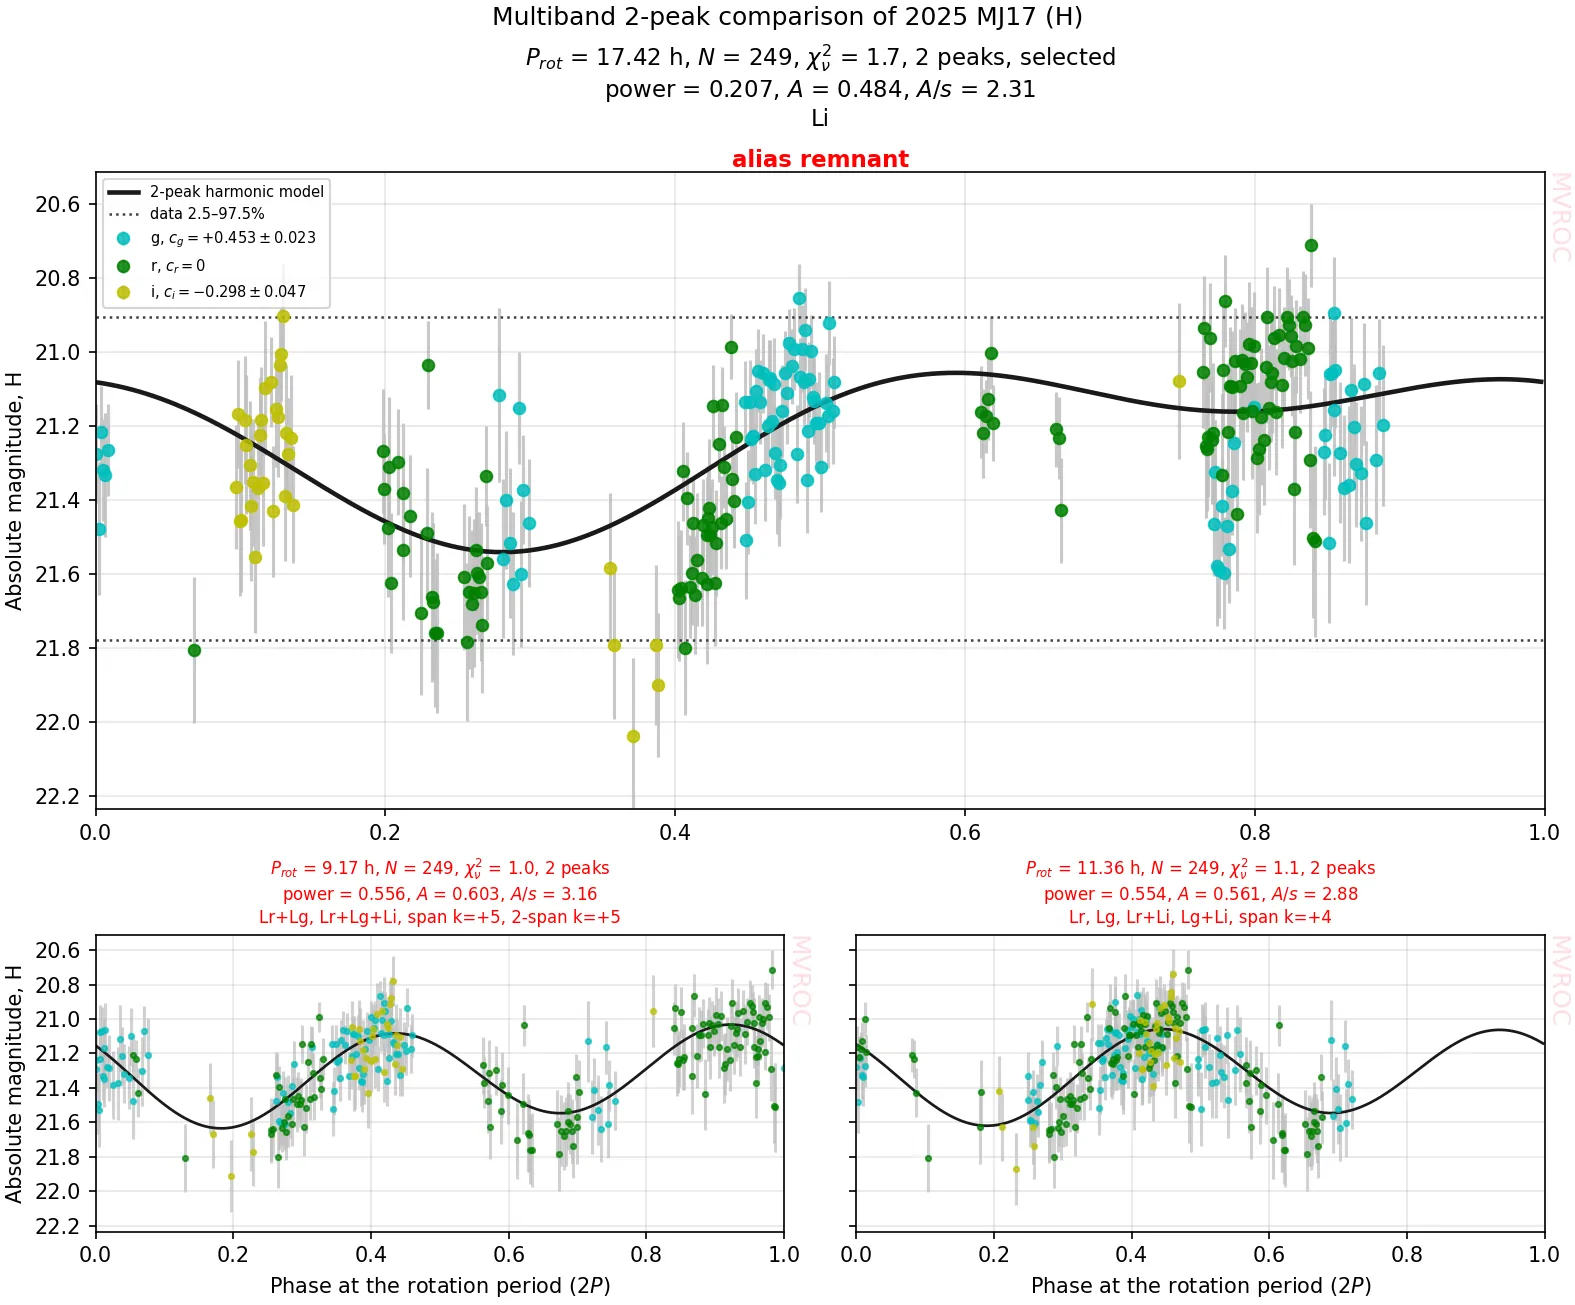 Multiband 2-peak comparison of 2025 MJ17 (H)
P_rot = 17.42 h, N = 249, χ²_ν = 1.7, 2 peaks, selected
power = 0.207, A = 0.484, A/s = 2.31
Li
alias remnant
2-peak harmonic model
data 2.5–97.5%
g, c_g = +0.453 ± 0.023
r, c_r = 0
i, c_i = −0.298 ± 0.047
MVROC
Absolute magnitude, H
20.6
20.8
21.0
21.2
21.4
21.6
21.8
22.0
22.2
0.0 0.2 0.4 0.6 0.8 1.0
P_rot = 9.17 h, N = 249, χ²_ν = 1.0, 2 peaks
power = 0.556, A = 0.603, A/s = 3.16
Lr+Lg, Lr+Lg+Li, span k=+5, 2-span k=+5
MVROC
Absolute magnitude, H
20.6
20.8
21.0
21.2
21.4
21.6
21.8
22.0
22.2
0.0 0.2 0.4 0.6 0.8 1.0
Phase at the rotation period (2P)
P_rot = 11.36 h, N = 249, χ²_ν = 1.1, 2 peaks
power = 0.554, A = 0.561, A/s = 2.88
Lr, Lg, Lr+Li, Lg+Li, span k=+4
MVROC
0.0 0.2 0.4 0.6 0.8 1.0
Phase at the rotation period (2P)